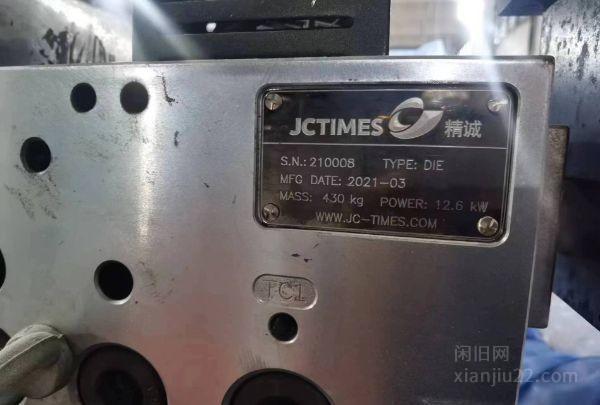 JCTIMES 精诚
S.N.: 210008 TYPE: DIE
MFG DATE: 2021-03
MASS: 430 kg POWER: 12.6 kW
WWW.JC-TIMES.COM
TC1
闲旧网
xianjiu22.com